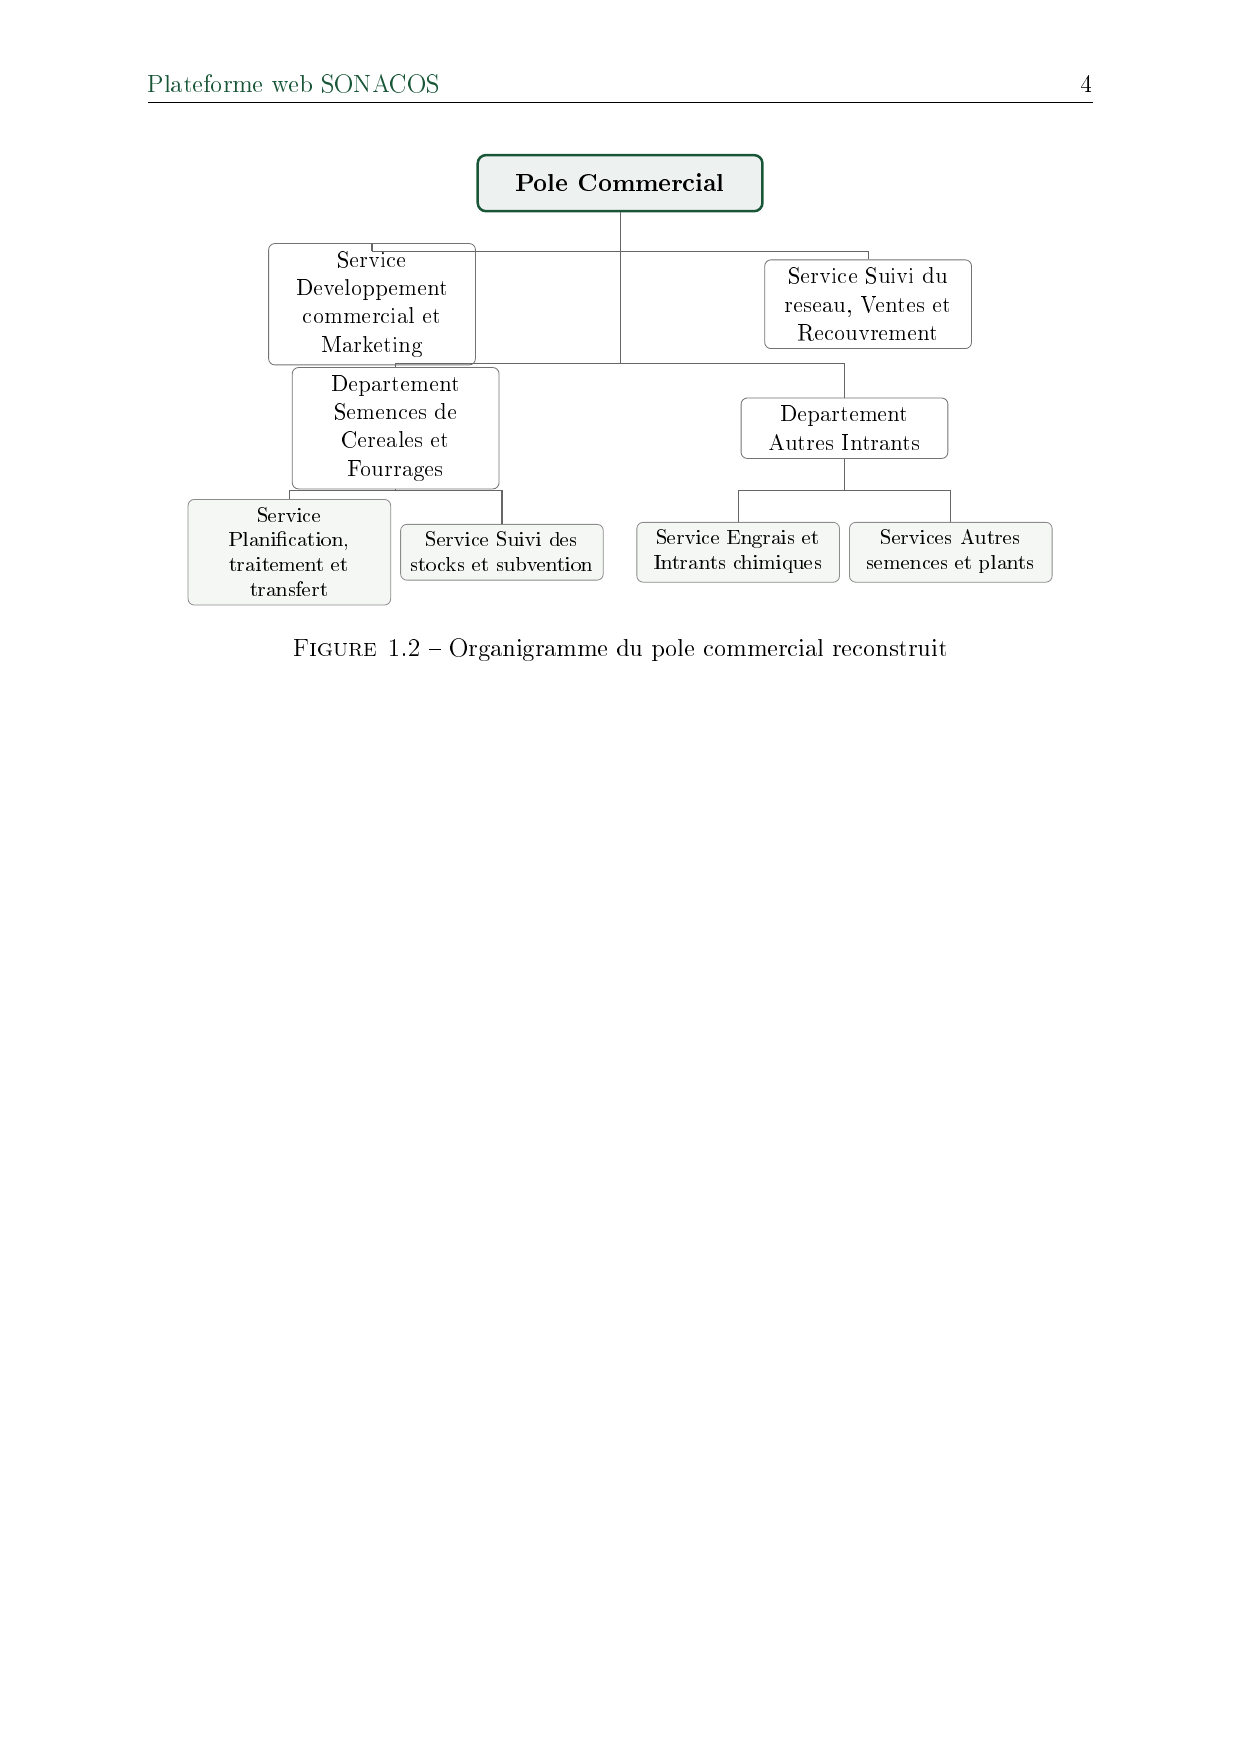 Plateforme web SONACOS 4
Pole Commercial
Service
Developpement
commercial et
Marketing
Service Suivi du
reseau, Ventes et
Recouvrement
Departement
Semences de
Cereales et
Fourrages
Departement
Autres Intrants
Service
Planification,
traitement et
transfert
Service Suivi des
stocks et subvention
Service Engrais et
Intrants chimiques
Services Autres
semences et plants
FIGURE 1.2 – Organigramme du pole commercial reconstruit